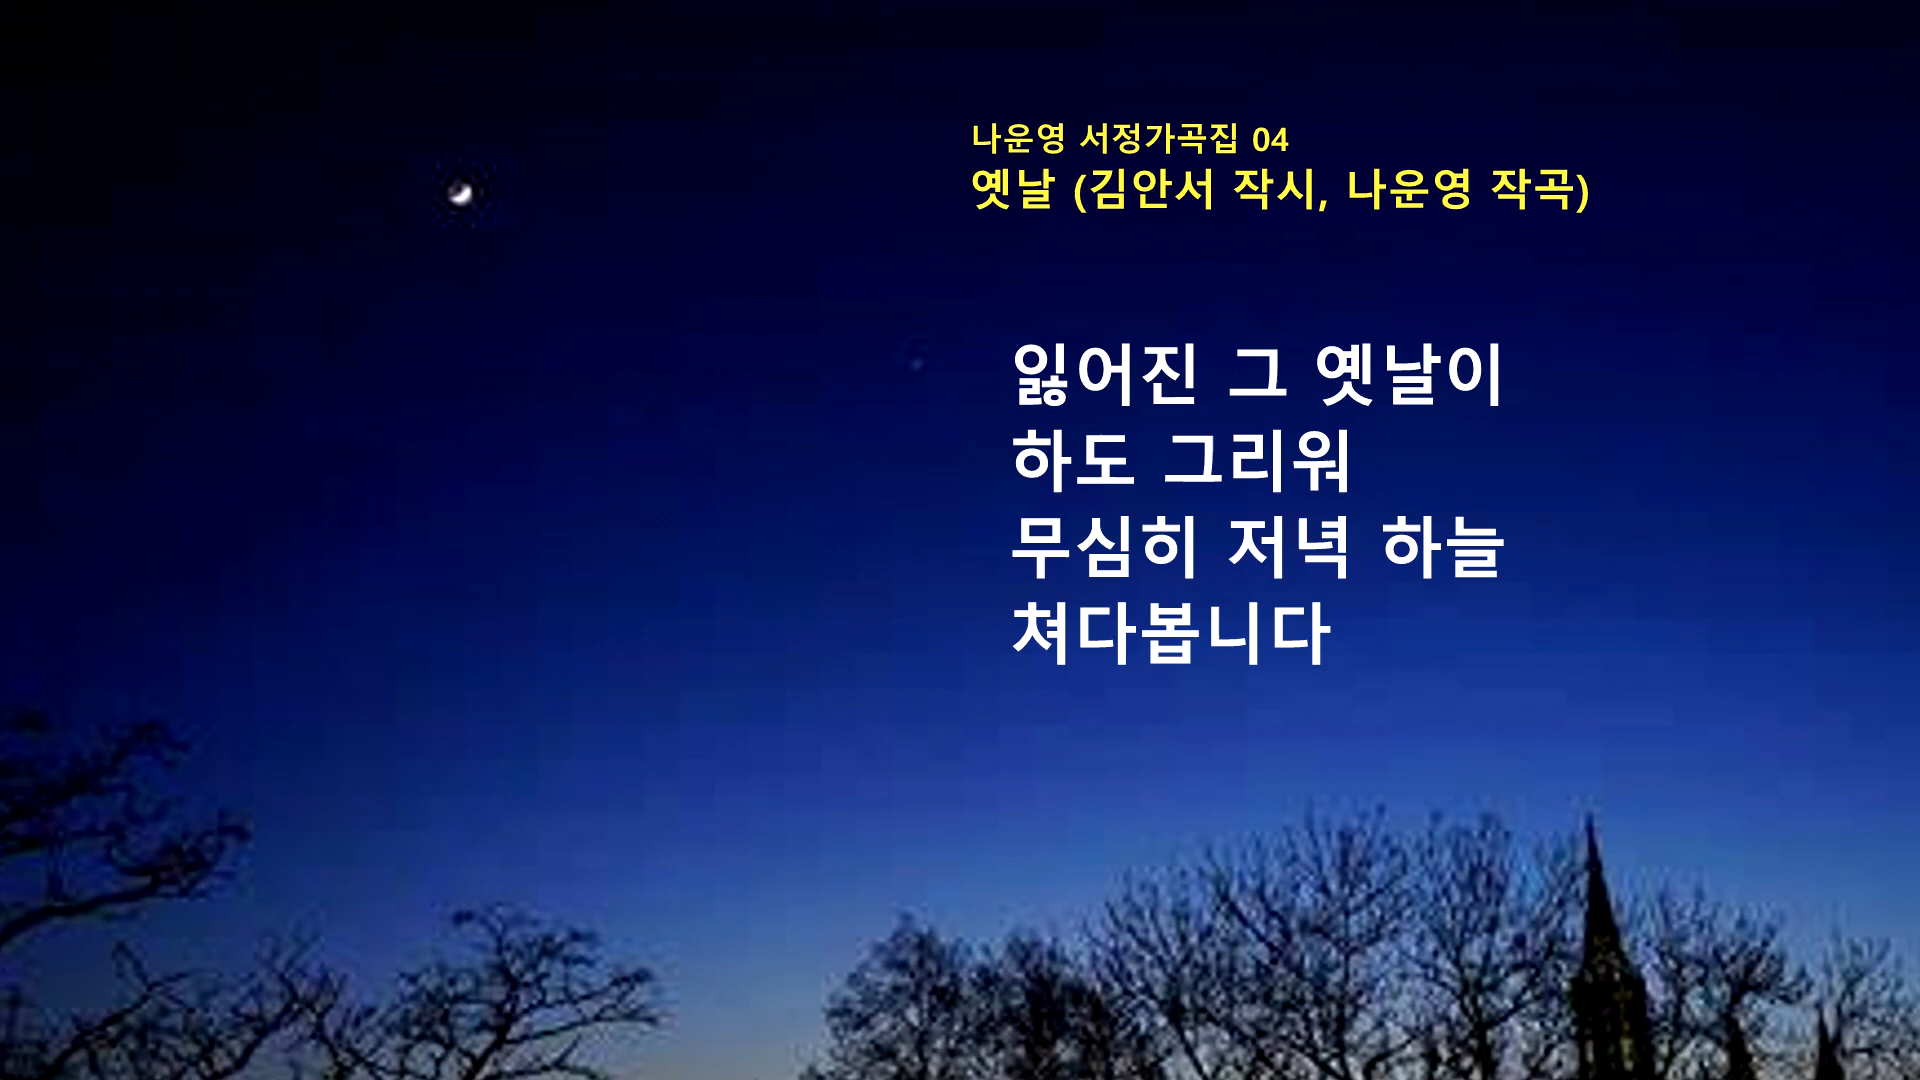 나운영 서정가곡집 04
옛날 (김안서 작시, 나운영 작곡)
잃어진 그 옛날이
하도 그리워
무심히 저녁 하늘
쳐다봅니다